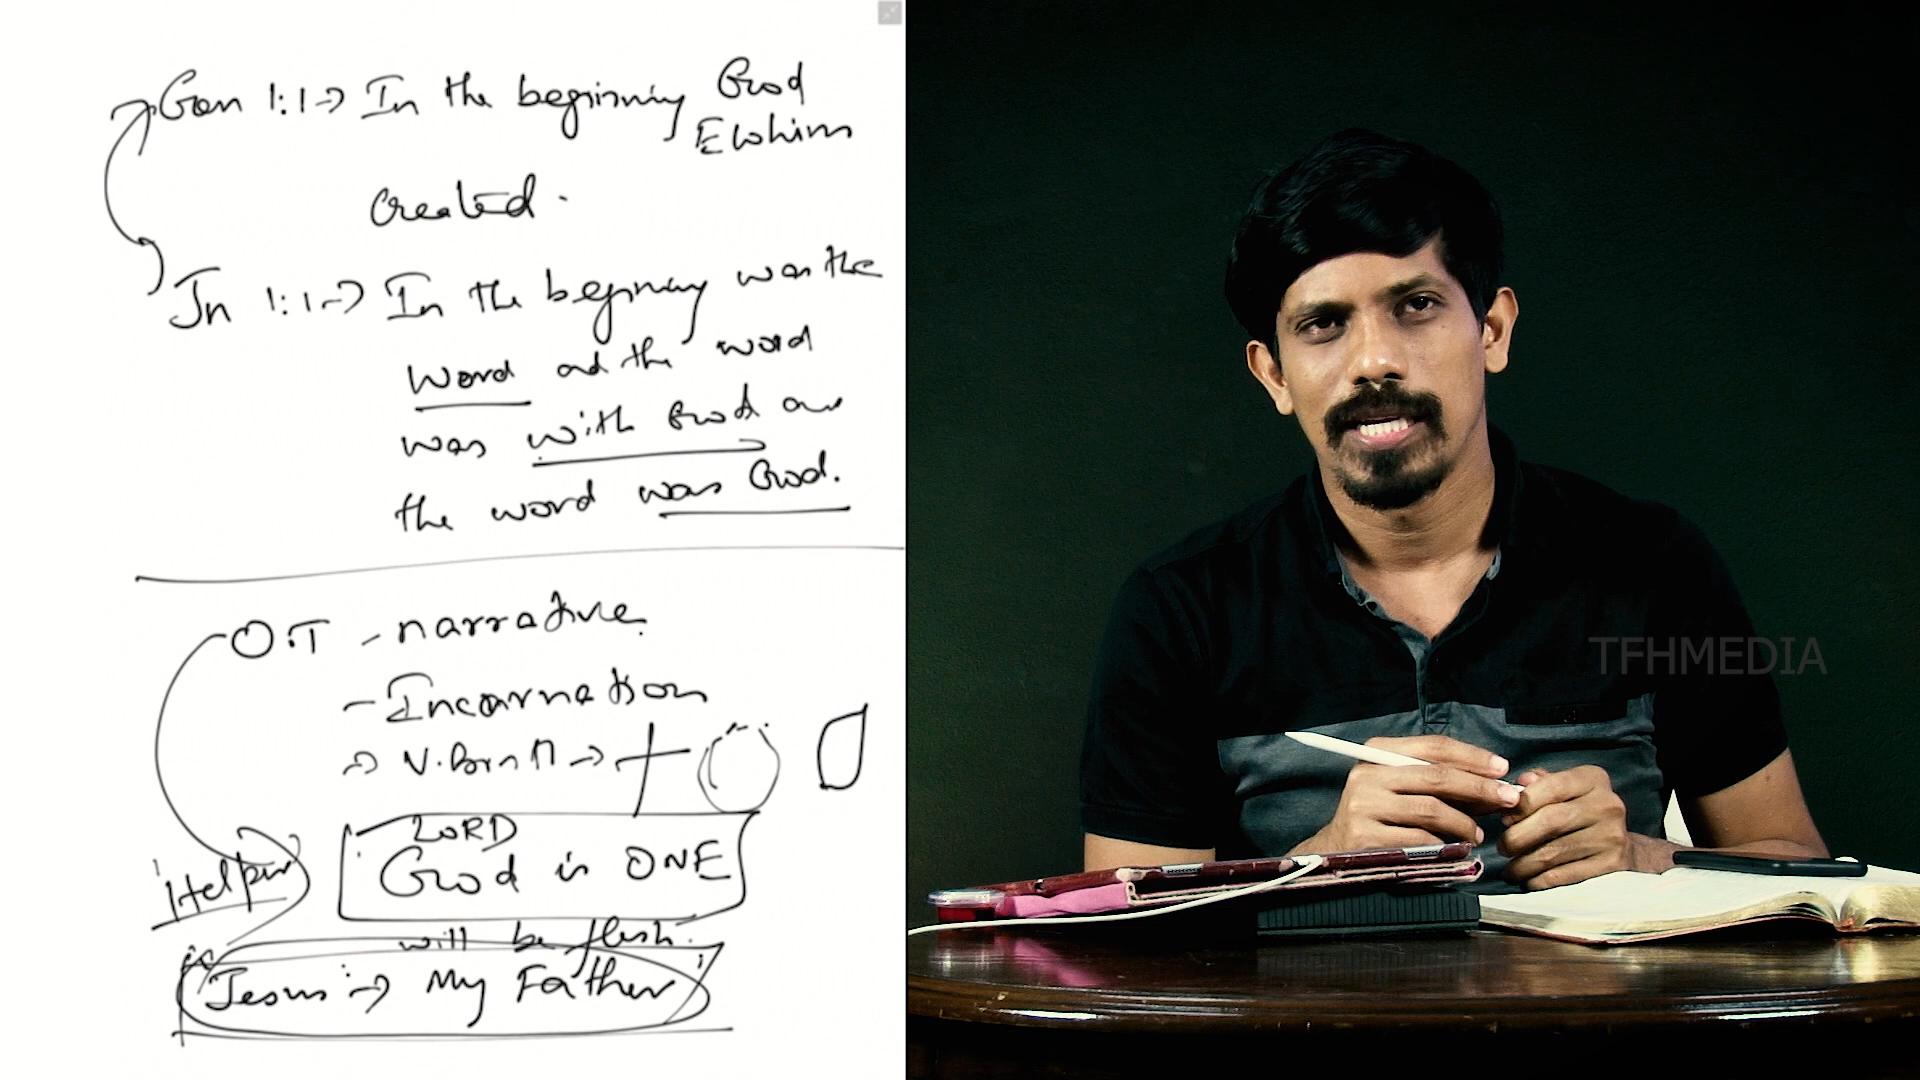 Gen 1:1 → In the beginning God
Elohim
Created.
Jn 1:1 → In the beginning was the
Word and the word
was with God and
the word was God.
O.T - narrative.
- Incarnation
→ V. Born →
LORD
God is ONE
Helper
will be flesh.
in
Jesus :→ My Father
TFHMEDIA